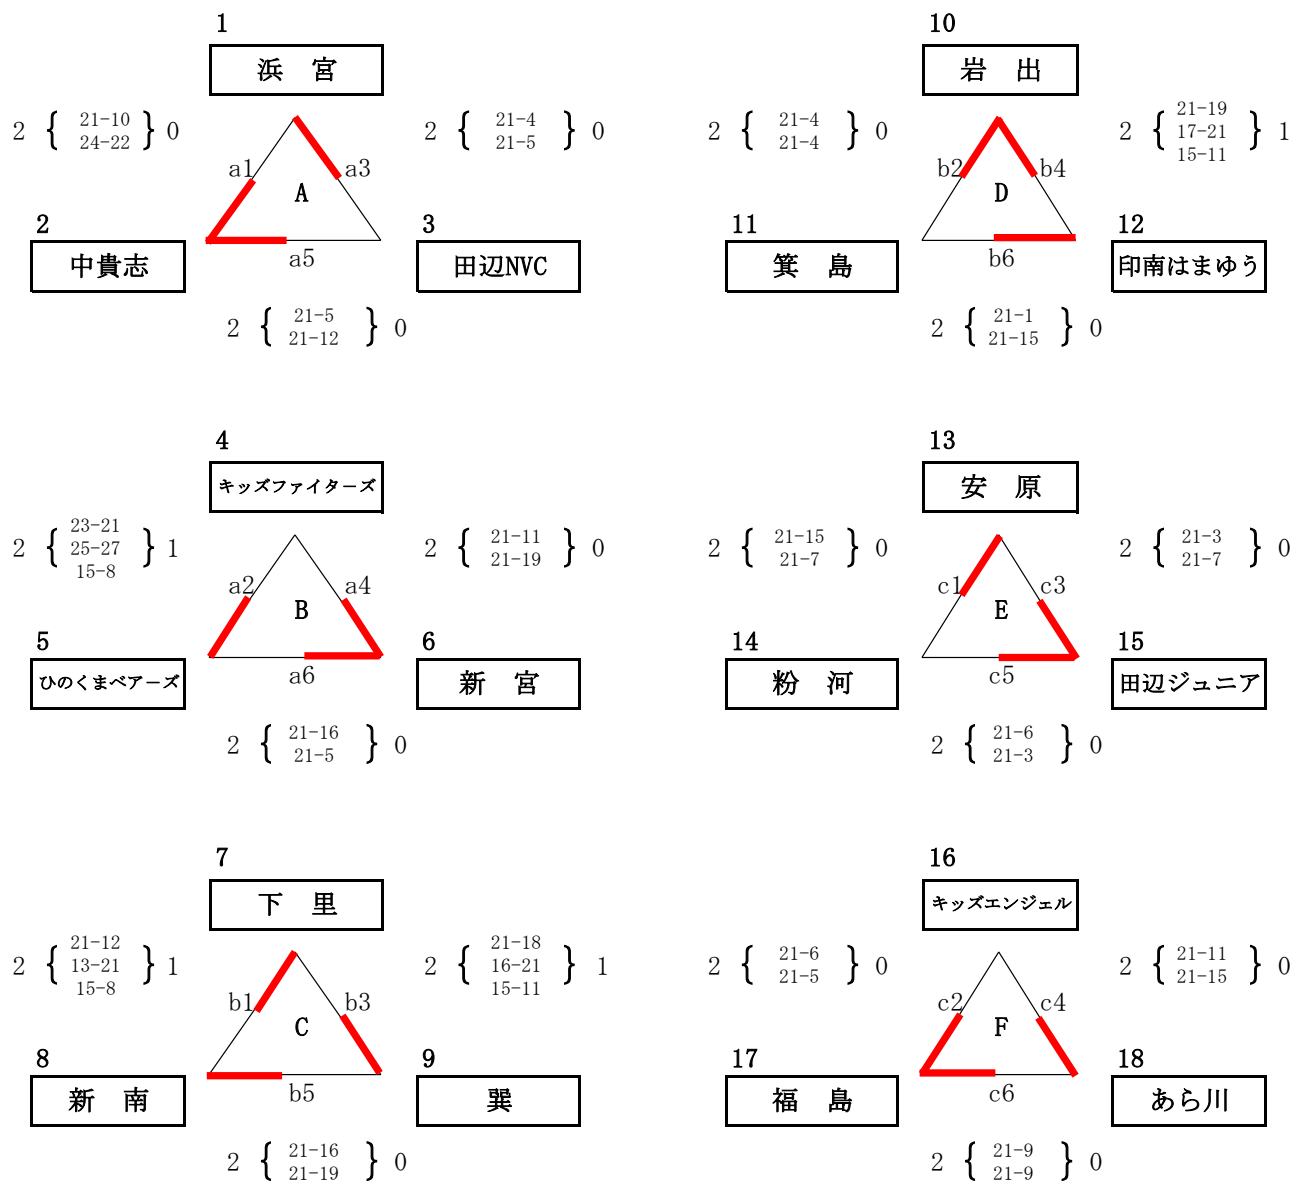 1
浜　宮
2 { 21-10 } 0
24-22
2 { 21-4 } 0
21-5
a1
a3
A
2
中貴志
3
田辺NVC
a5
2 { 21-5 } 0
21-12
10
岩　出
2 { 21-4 } 0
21-4
2 { 21-19 } 1
17-21
15-11
b2
b4
D
11
箕　島
12
印南はまゆう
b6
2 { 21-1 } 0
21-15
4
キッズファイターズ
2 { 23-21 } 1
25-27
15-8
2 { 21-11 } 0
21-19
a2
a4
B
5
ひのくまベアーズ
6
新　宮
a6
2 { 21-16 } 0
21-5
13
安　原
2 { 21-15 } 0
21-7
2 { 21-3 } 0
21-7
c1
c3
E
14
粉　河
15
田辺ジュニア
c5
2 { 21-6 } 0
21-3
7
下　里
2 { 21-12 } 1
13-21
15-8
2 { 21-18 } 1
16-21
15-11
b1
b3
C
8
新　南
9
巽
b5
2 { 21-16 } 0
21-19
16
キッズエンジェル
2 { 21-6 } 0
21-5
2 { 21-11 } 0
21-15
c2
c4
F
17
福　島
18
あら川
c6
2 { 21-9 } 0
21-9